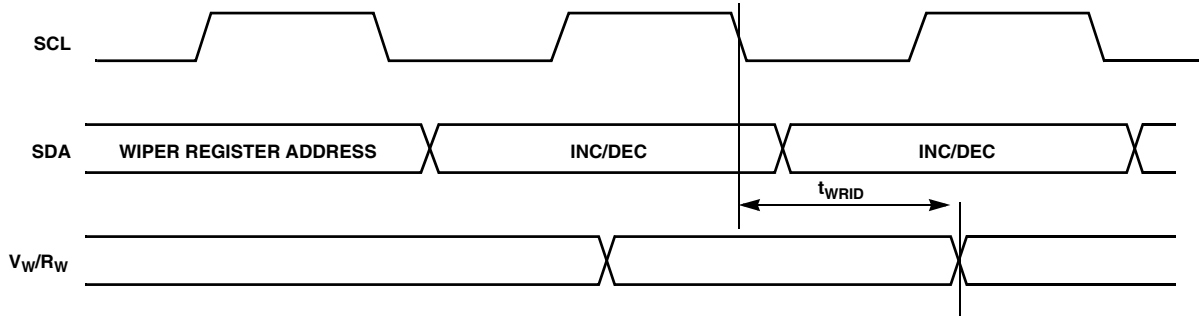 SCL
SDA WIPER REGISTER ADDRESS INC/DEC INC/DEC
tWRID
VW/RW